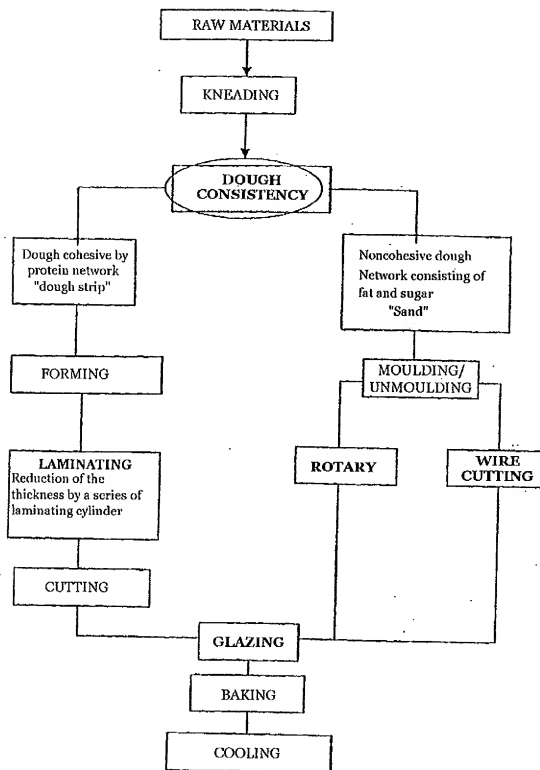 RAW MATERIALS
KNEADING
DOUGH
CONSISTENCY
Dough cohesive by
protein network
"dough strip"
Noncohesive dough
Network consisting of
fat and sugar
"Sand"
FORMING
MOULDING/
UNMOULDING
LAMINATING
Reduction of the
thickness by a series of
laminating cylinder
ROTARY
WIRE
CUTTING
CUTTING
GLAZING
BAKING
COOLING